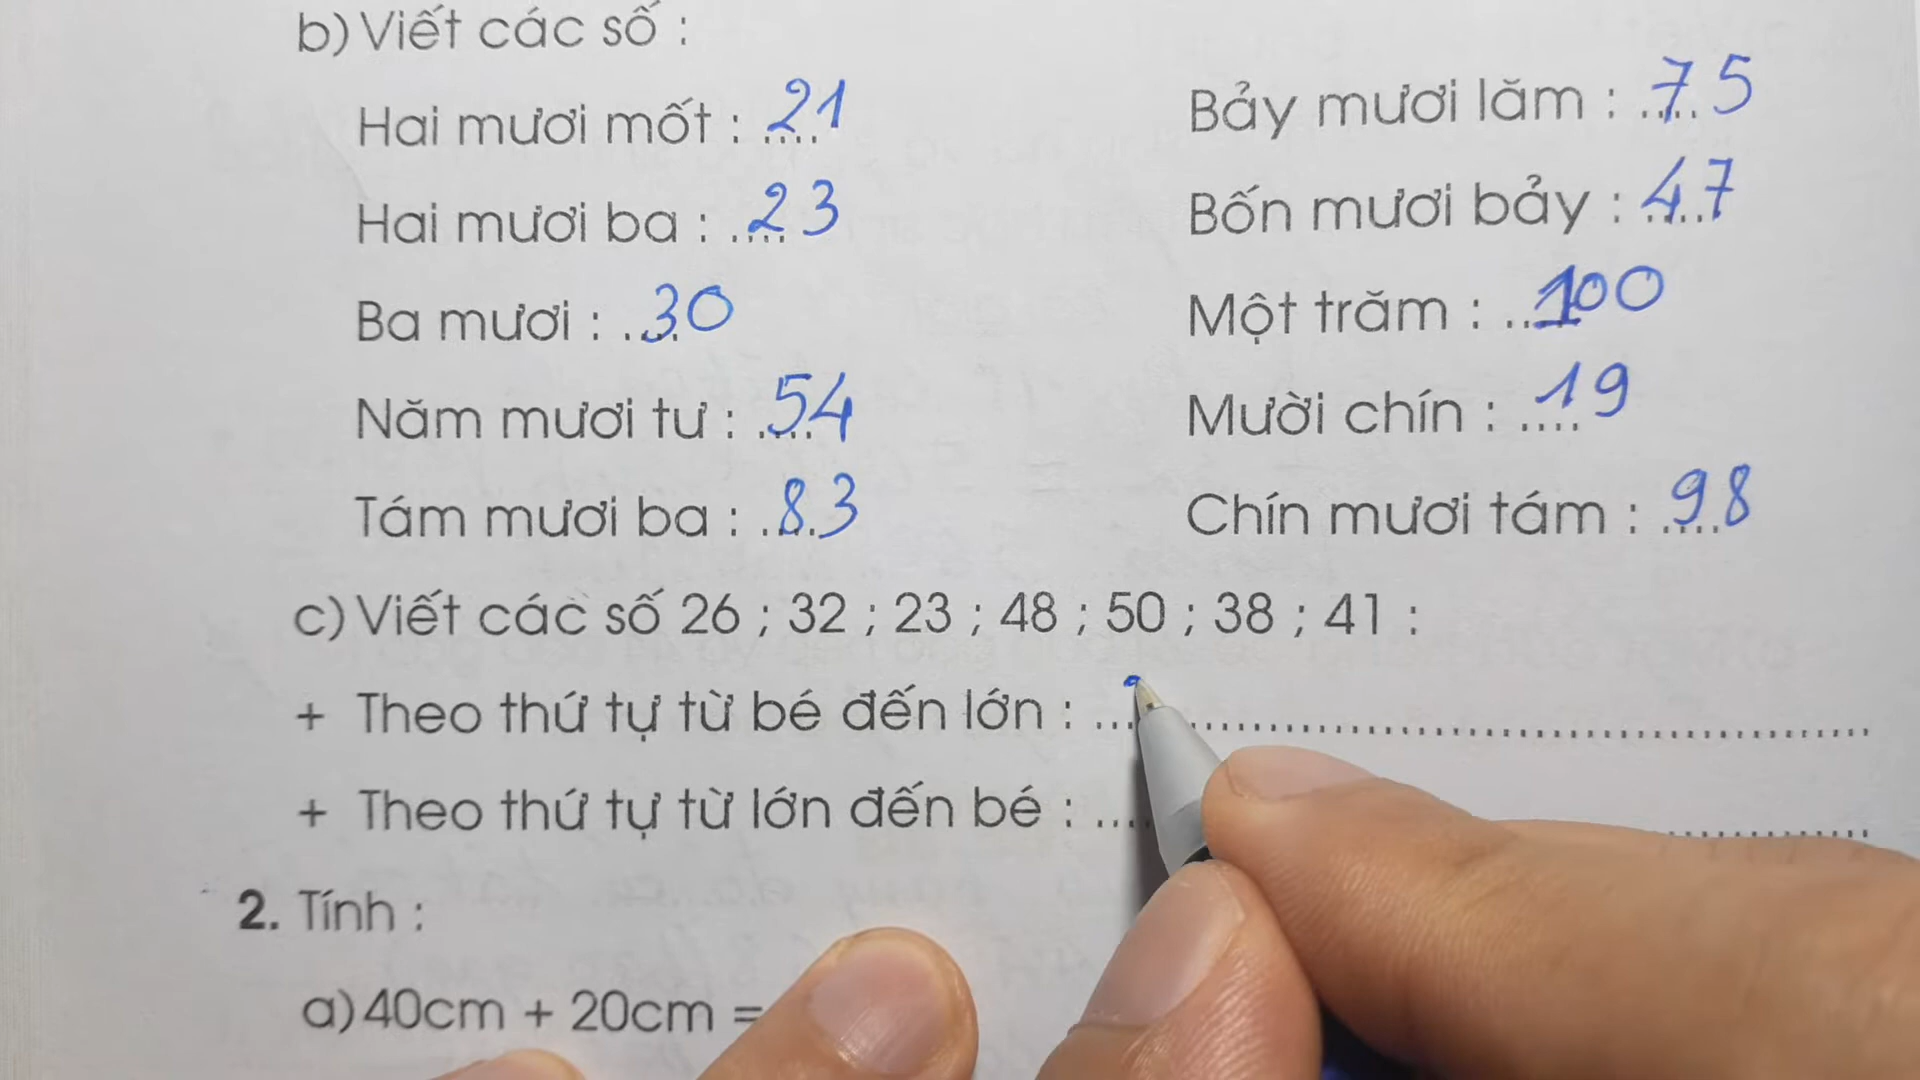 b) Viết các số :
Hai mươi mốt : 21
Bảy mươi lăm : 75
Hai mươi ba : 23
Bốn mươi bảy : 47
Ba mươi : 30
Một trăm : 100
Năm mươi tư : 54
Mười chín : 19
Tám mươi ba : 83
Chín mươi tám : 98
c) Viết các số 26 ; 32 ; 23 ; 48 ; 50 ; 38 ; 41 :
+ Theo thứ tự từ bé đến lớn : ....
+ Theo thứ tự từ lớn đến bé : ....
2. Tính :
a) 40cm + 20cm =